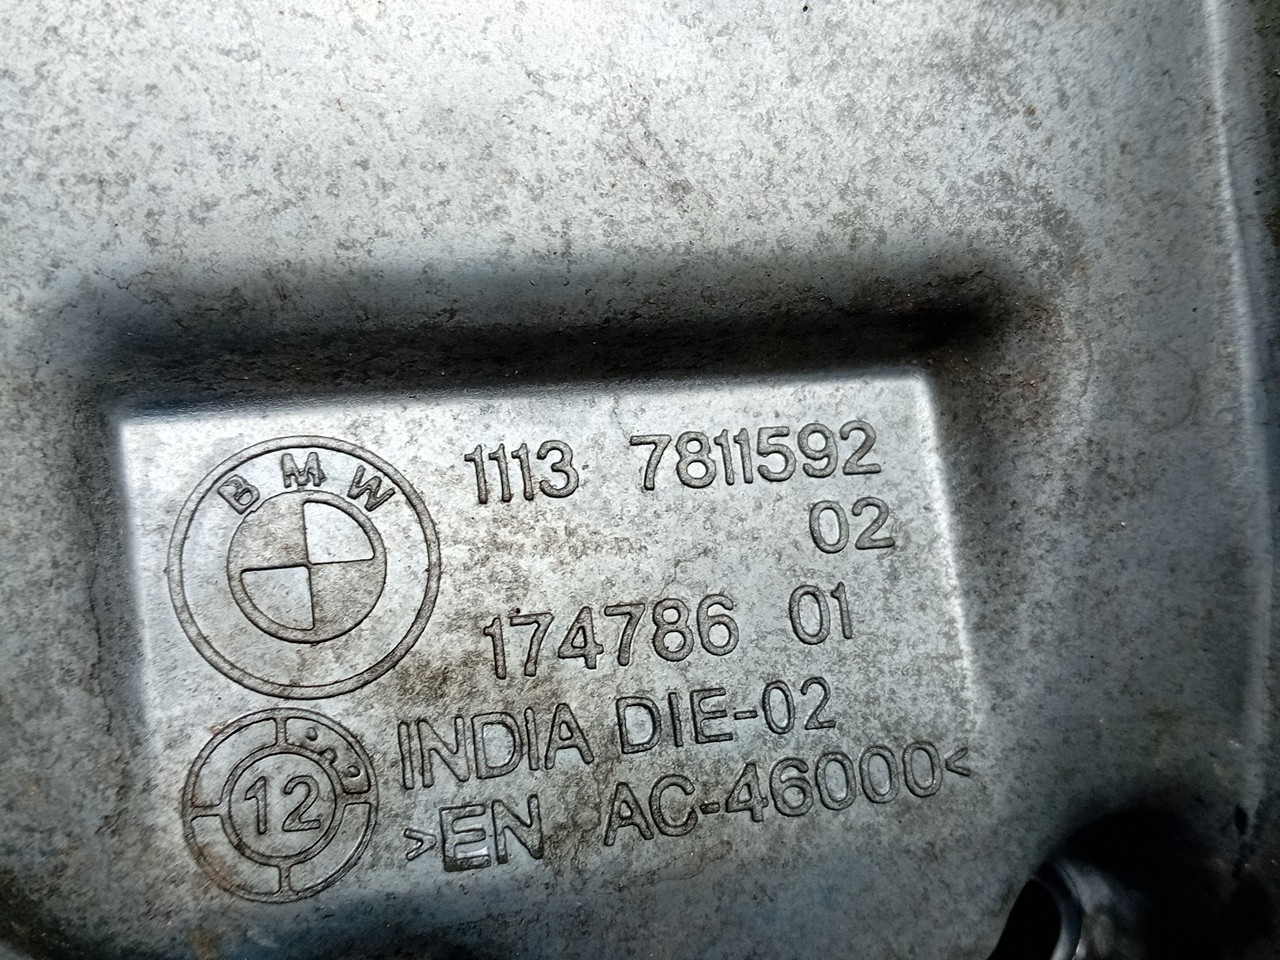 BMW
1113 7811592
02
174786 01
INDIA DIE-02
12
>EN AC-46000<